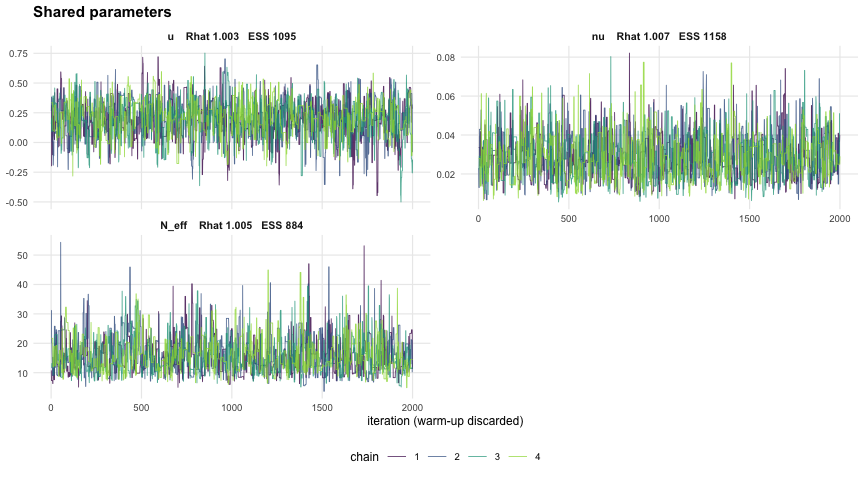 Shared parameters
u    Rhat 1.003   ESS 1095
0.75
0.50
0.25
0.00
-0.25
-0.50
nu    Rhat 1.007   ESS 1158
0.08
0.06
0.04
0.02
0 500 1000 1500 2000
N_eff    Rhat 1.005   ESS 884
50
40
30
20
10
0 500 1000 1500 2000
iteration (warm-up discarded)
chain 1 2 3 4